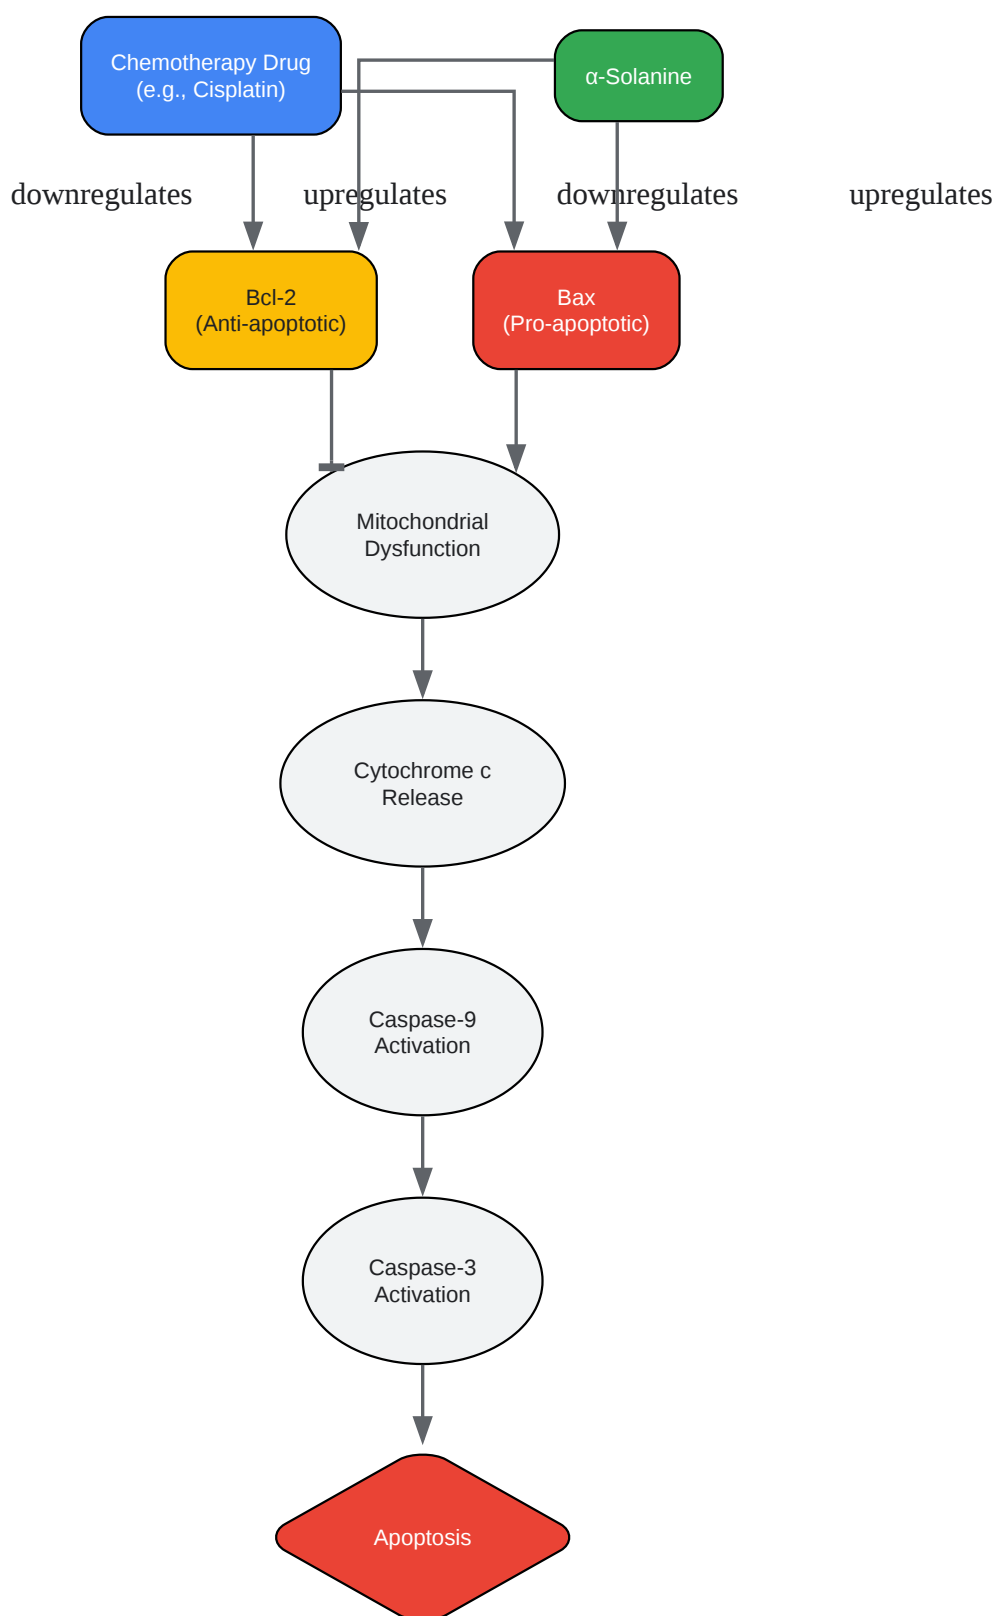 Chemotherapy Drug
(e.g., Cisplatin)
α-Solanine
downregulates
upregulates
downregulates
upregulates
Bcl-2
(Anti-apoptotic)
Bax
(Pro-apoptotic)
Mitochondrial
Dysfunction
Cytochrome c
Release
Caspase-9
Activation
Caspase-3
Activation
Apoptosis